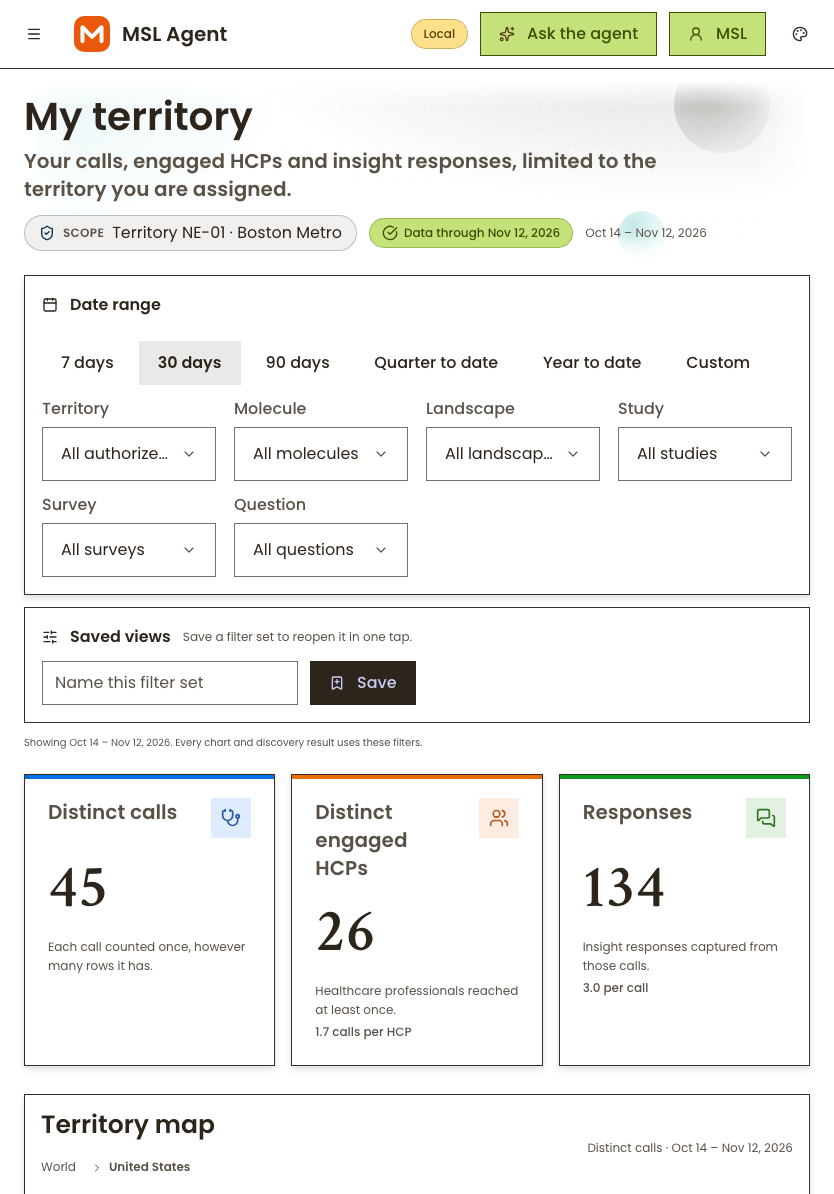 MSL Agent
Local
Ask the agent
MSL
My territory
Your calls, engaged HCPs and insight responses, limited to the
territory you are assigned.
SCOPE Territory NE-01 · Boston Metro
Data through Nov 12, 2026
Oct 14 – Nov 12, 2026
Date range
7 days
30 days
90 days
Quarter to date
Year to date
Custom
Territory
Molecule
Landscape
Study
All authorize...
All molecules
All landscap...
All studies
Survey
Question
All surveys
All questions
Saved views
Save a filter set to reopen it in one tap.
Name this filter set
Save
Showing Oct 14 – Nov 12, 2026. Every chart and discovery result uses these filters.
Distinct calls
45
Each call counted once, however
many rows it has.
Distinct
engaged
HCPs
26
Healthcare professionals reached
at least once.
1.7 calls per HCP
Responses
134
Insight responses captured from
those calls.
3.0 per call
Territory map
Distinct calls · Oct 14 – Nov 12, 2026
World
United States